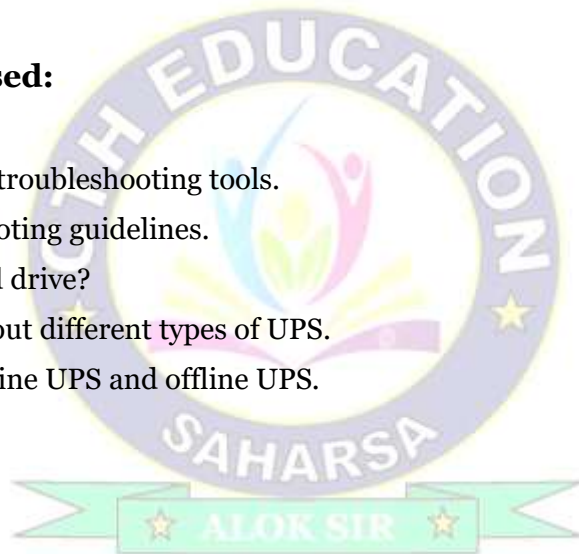 sed:
troubleshooting tools.
oting guidelines.
l drive?
out different types of UPS.
ine UPS and offline UPS.
CTH EDUCATION
SAHARSA
ALOK SIR